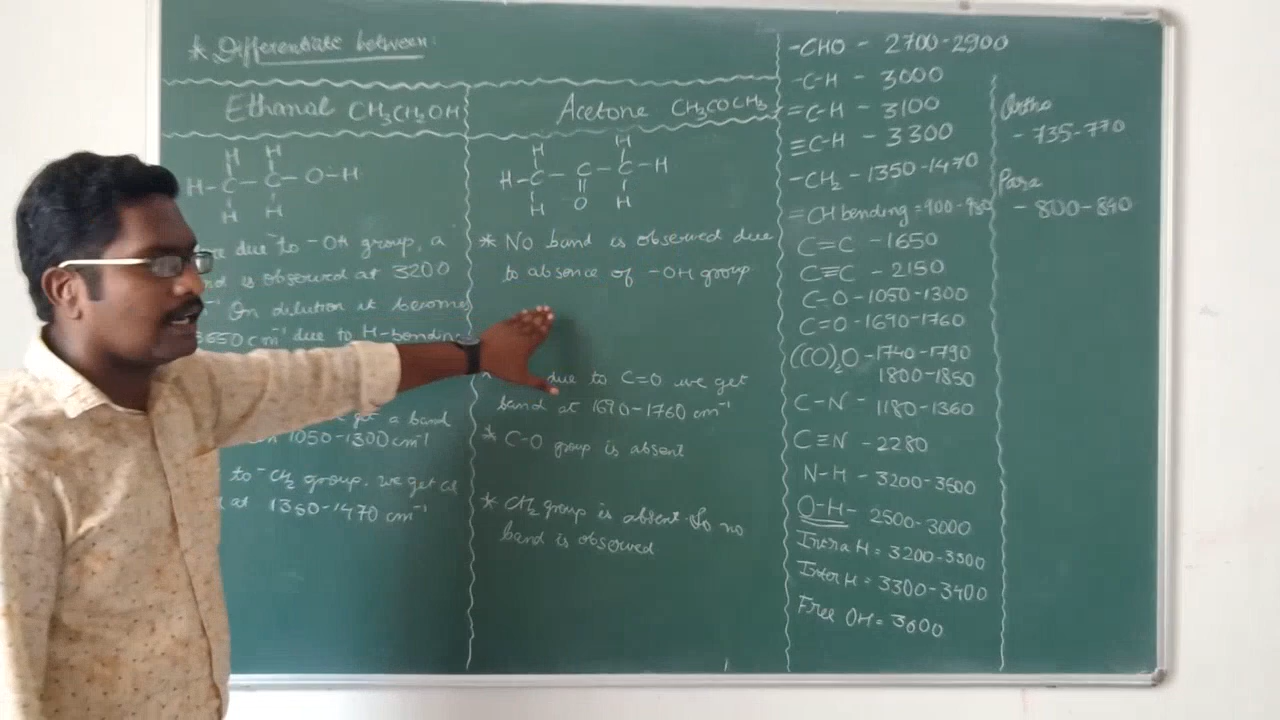 * Differentiate between:
Ethanal CH₃CH₂OH
H H
H-C-C-O-H
H H
due to -OH group, a
is observed at 3200
On dilution it becomes
3650 cm⁻¹ due to H-bonding
a band
1050-1300 cm⁻¹
to -CH₂ group. we get a
at 1350-1470 cm⁻¹
Acetone CH₃COCH₃
H H
H-C-C-C-H
H O H
* No band is observed due
to absence of -OH group
due to C=O we get
band at 1690-1760 cm⁻¹
* C-O group is absent
* CH₂ group is absent. So no
band is observed
-CHO - 2700-2900
-C-H - 3000
=C-H - 3100
≡C-H - 3300
-CH₂ - 1350-1470
=CH bending =
C=C - 1650
C≡C - 2150
C-O - 1050-1300
C=O - 1690-1760
(CO)₂O - 1740-1790
1800-1850
C-N - 1180-1360
C≡N - 2280
N-H - 3200-3500
O-H - 2500-3000
Intra H = 3200-3500
Inter H = 3300-3400
Free OH = 3600
Ortho
- 735-770
Para
- 800-840